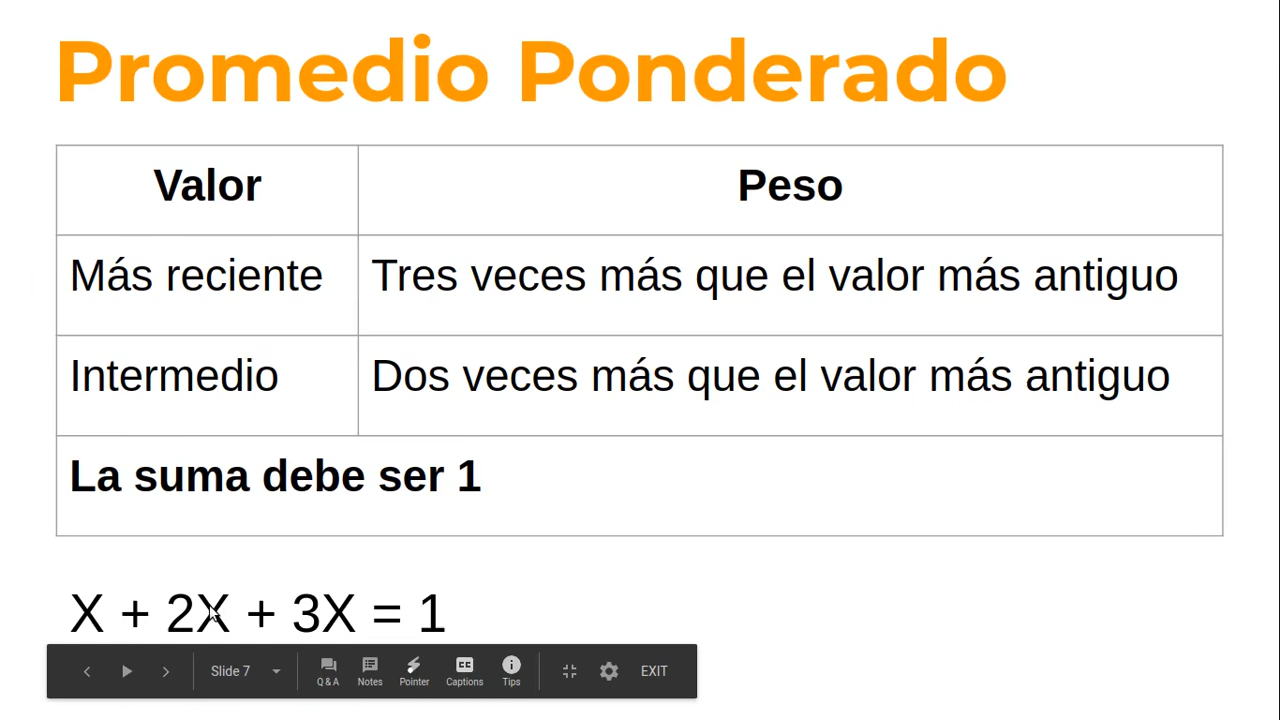 Promedio Ponderado
Valor
Peso
Más reciente
Tres veces más que el valor más antiguo
Intermedio
Dos veces más que el valor más antiguo
La suma debe ser 1
X + 2X + 3X = 1
Slide 7
Q & A
Notes
Pointer
CC
Captions
Tips
EXIT